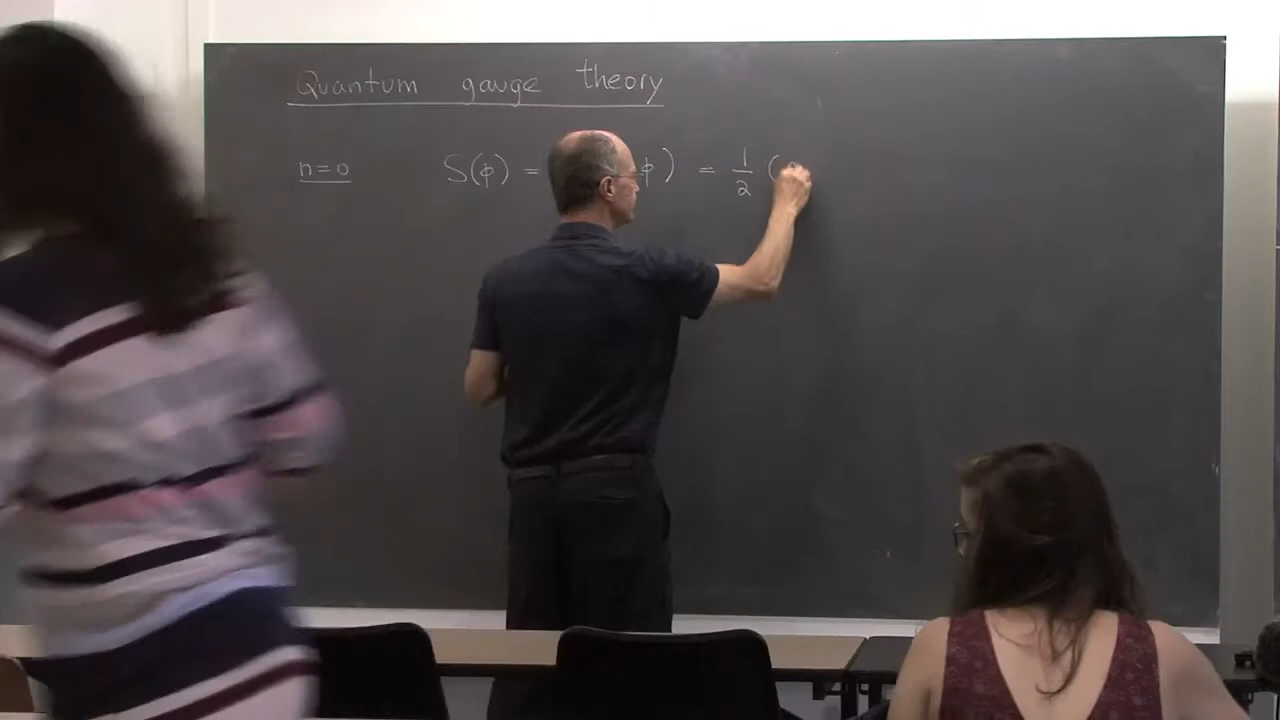 Quantum gauge theory
n=0 S(φ) = φ) = 1/2 (